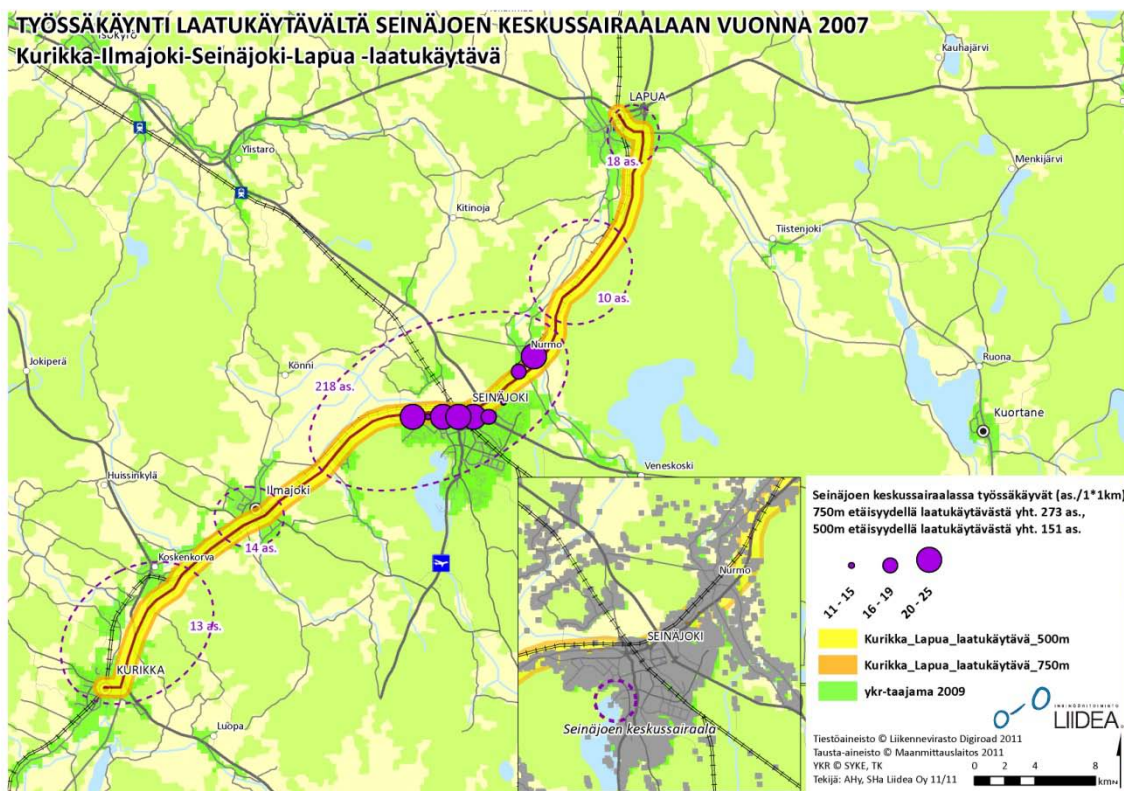 TYÖSSÄKÄYNTI LAATUKÄYTÄVÄLTÄ SEINÄJOEN KESKUSSAIRAALAAN VUONNA 2007
Kurikka-Ilmajoki-Seinäjoki-Lapua -laatukäytävä
Isokyrö
Kauhajärvi
LAPUA
Ylistaro
18 as.
Menkijärvi
Kitinoja
Tiistenjoki
10 as.
Nurmo
Jokiperä
Könni
Ruona
218 as.
SEINÄJOKI
Kuortane
Veneskoski
Huissinkylä
Ilmajoki
14 as.
Koskenkorva
13 as.
KURIKKA
Luopa
Nurmo
SEINÄJOKI
Seinäjoen keskussairaala
Seinäjoen keskussairaalassa työssäkäyvät (as./1*1km)
750m etäisyydellä laatukäytävästä yht. 273 as.,
500m etäisyydellä laatukäytävästä yht. 151 as.
11 - 15
16 - 19
20 - 25
Kurikka_Lapua_laatukäytävä_500m
Kurikka_Lapua_laatukäytävä_750m
ykr-taajama 2009
INSINÖÖRITOIMISTO
LIIDEA
Tiestöaineisto © Liikennevirasto Digiroad 2011
Tausta-aineisto © Maanmittauslaitos 2011
YKR © SYKE, TK
Tekijä: AHy, SHa Liidea Oy 11/11
0 2 4 8
km